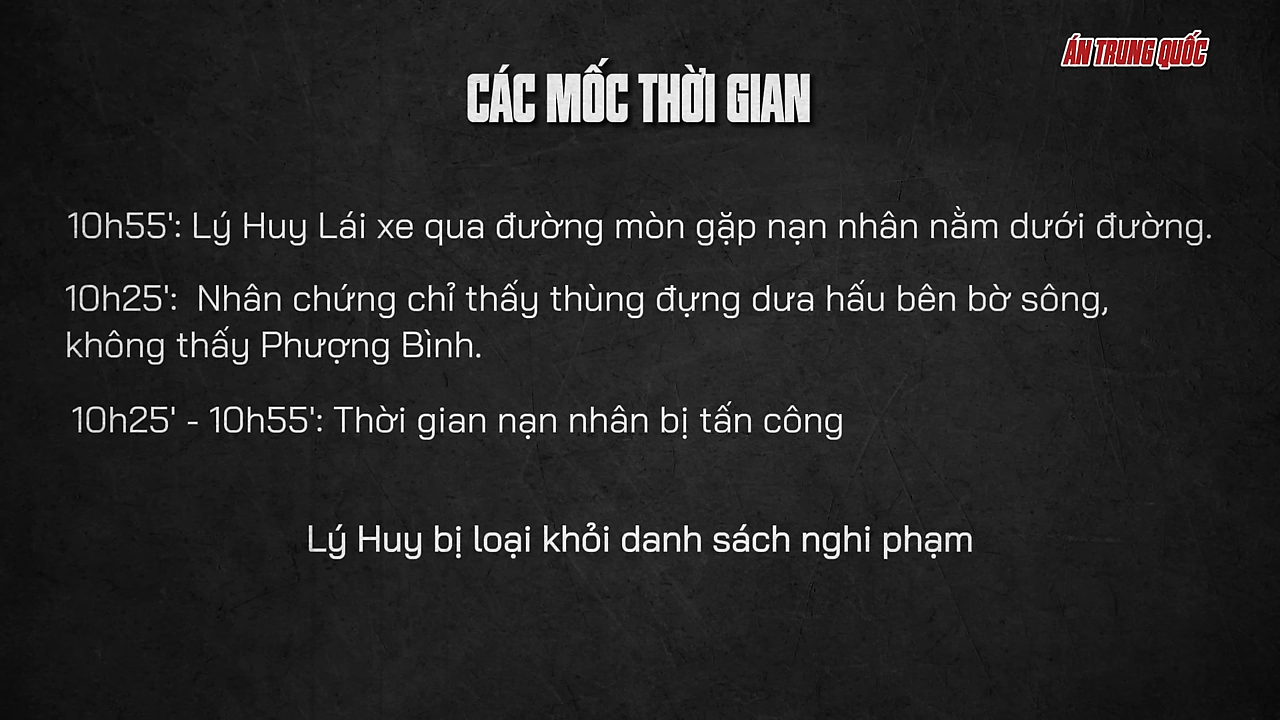 ÁN TRUNG QUỐC
CÁC MỐC THỜI GIAN
10h55': Lý Huy Lái xe qua đường mòn gặp nạn nhân nằm dưới đường.
10h25': Nhân chứng chỉ thấy thùng đựng dưa hấu bên bờ sông,
không thấy Phượng Bình.
10h25' - 10h55': Thời gian nạn nhân bị tấn công
Lý Huy bị loại khỏi danh sách nghi phạm